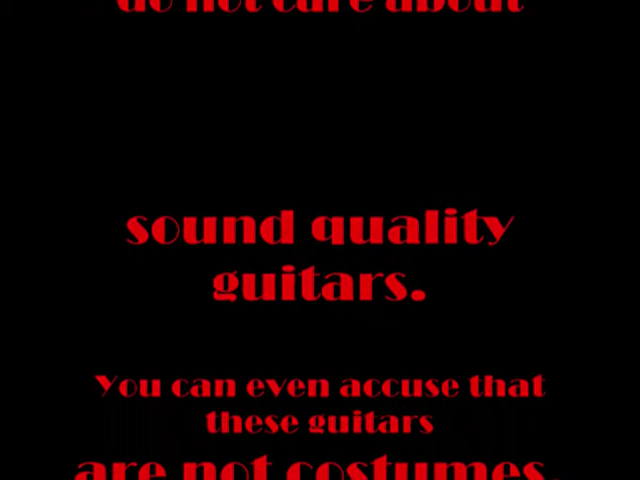 do not care about
sound quality
guitars.
You can even accuse that
these guitars
are not costumes.